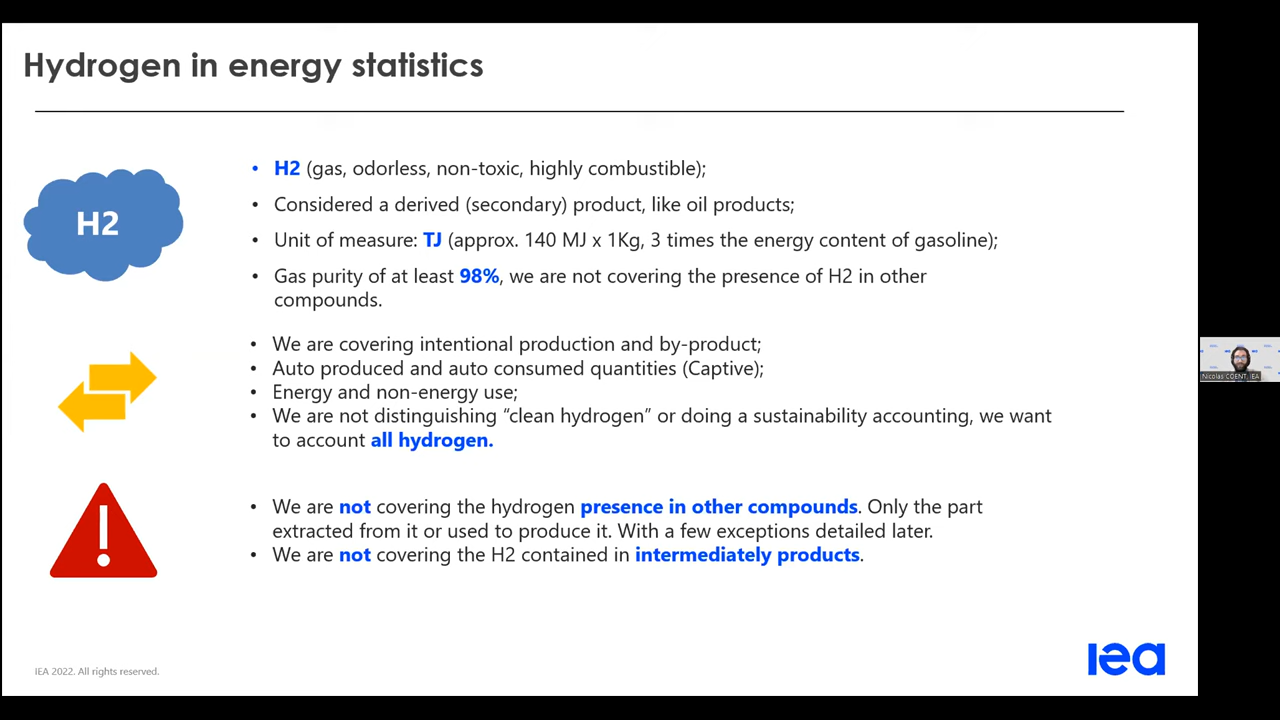 Hydrogen in energy statistics
H2
• H2 (gas, odorless, non-toxic, highly combustible);
• Considered a derived (secondary) product, like oil products;
• Unit of measure: TJ (approx. 140 MJ x 1Kg, 3 times the energy content of gasoline);
• Gas purity of at least 98%, we are not covering the presence of H2 in other
compounds.
• We are covering intentional production and by-product;
• Auto produced and auto consumed quantities (Captive);
• Energy and non-energy use;
• We are not distinguishing “clean hydrogen” or doing a sustainability accounting, we want
to account all hydrogen.
• We are not covering the hydrogen presence in other compounds. Only the part
extracted from it or used to produce it. With a few exceptions detailed later.
• We are not covering the H2 contained in intermediately products.
IEA 2022. All rights reserved.
iea
Nicolas COENT, IEA